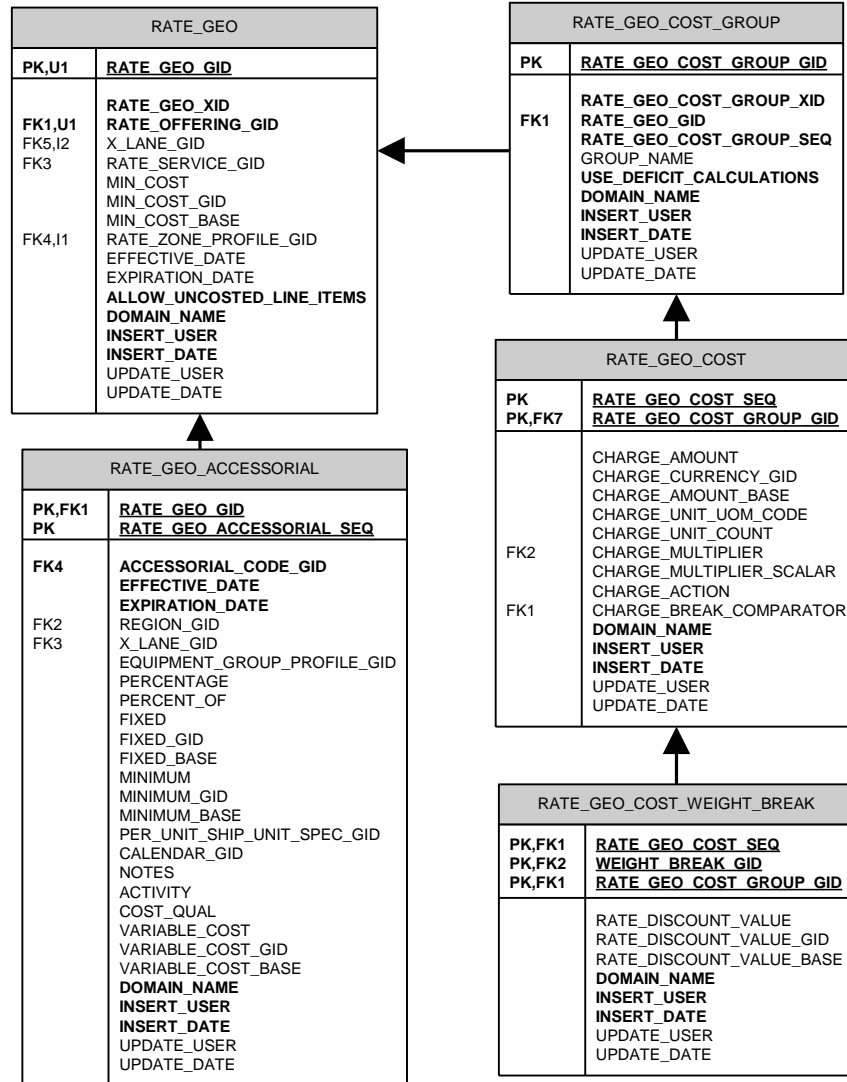 RATE_GEO
PK,U1 RATE_GEO_GID
RATE_GEO_XID
FK1,U1 RATE_OFFERING_GID
FK5,I2 X_LANE_GID
FK3 RATE_SERVICE_GID
MIN_COST
MIN_COST_GID
MIN_COST_BASE
FK4,I1 RATE_ZONE_PROFILE_GID
EFFECTIVE_DATE
EXPIRATION_DATE
ALLOW_UNCOSTED_LINE_ITEMS
DOMAIN_NAME
INSERT_USER
INSERT_DATE
UPDATE_USER
UPDATE_DATE
RATE_GEO_COST_GROUP
PK RATE_GEO_COST_GROUP_GID
RATE_GEO_COST_GROUP_XID
FK1 RATE_GEO_GID
RATE_GEO_COST_GROUP_SEQ
GROUP_NAME
USE_DEFICIT_CALCULATIONS
DOMAIN_NAME
INSERT_USER
INSERT_DATE
UPDATE_USER
UPDATE_DATE
RATE_GEO_ACCESSORIAL
PK,FK1 RATE_GEO_GID
PK RATE_GEO_ACCESSORIAL_SEQ
FK4 ACCESSORIAL_CODE_GID
EFFECTIVE_DATE
EXPIRATION_DATE
FK2 REGION_GID
FK3 X_LANE_GID
EQUIPMENT_GROUP_PROFILE_GID
PERCENTAGE
PERCENT_OF
FIXED
FIXED_GID
FIXED_BASE
MINIMUM
MINIMUM_GID
MINIMUM_BASE
PER_UNIT_SHIP_UNIT_SPEC_GID
CALENDAR_GID
NOTES
ACTIVITY
COST_QUAL
VARIABLE_COST
VARIABLE_COST_GID
VARIABLE_COST_BASE
DOMAIN_NAME
INSERT_USER
INSERT_DATE
UPDATE_USER
UPDATE_DATE
RATE_GEO_COST
PK RATE_GEO_COST_SEQ
PK,FK7 RATE_GEO_COST_GROUP_GID
CHARGE_AMOUNT
CHARGE_CURRENCY_GID
CHARGE_AMOUNT_BASE
CHARGE_UNIT_UOM_CODE
CHARGE_UNIT_COUNT
FK2 CHARGE_MULTIPLIER
CHARGE_MULTIPLIER_SCALAR
CHARGE_ACTION
FK1 CHARGE_BREAK_COMPARATOR
DOMAIN_NAME
INSERT_USER
INSERT_DATE
UPDATE_USER
UPDATE_DATE
RATE_GEO_COST_WEIGHT_BREAK
PK,FK1 RATE_GEO_COST_SEQ
PK,FK2 WEIGHT_BREAK_GID
PK,FK1 RATE_GEO_COST_GROUP_GID
RATE_DISCOUNT_VALUE
RATE_DISCOUNT_VALUE_GID
RATE_DISCOUNT_VALUE_BASE
DOMAIN_NAME
INSERT_USER
INSERT_DATE
UPDATE_USER
UPDATE_DATE